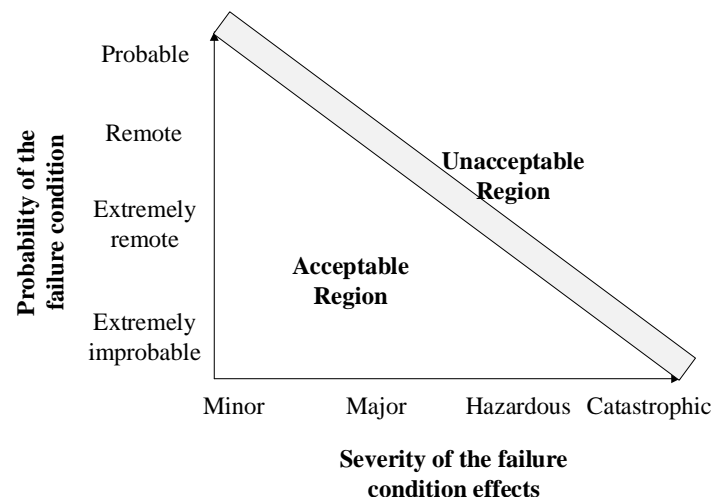 Probability of the
failure condition
Probable
Remote
Extremely
remote
Extremely
improbable
Unacceptable
Region
Acceptable
Region
Minor
Major
Hazardous
Catastrophic
Severity of the failure
condition effects